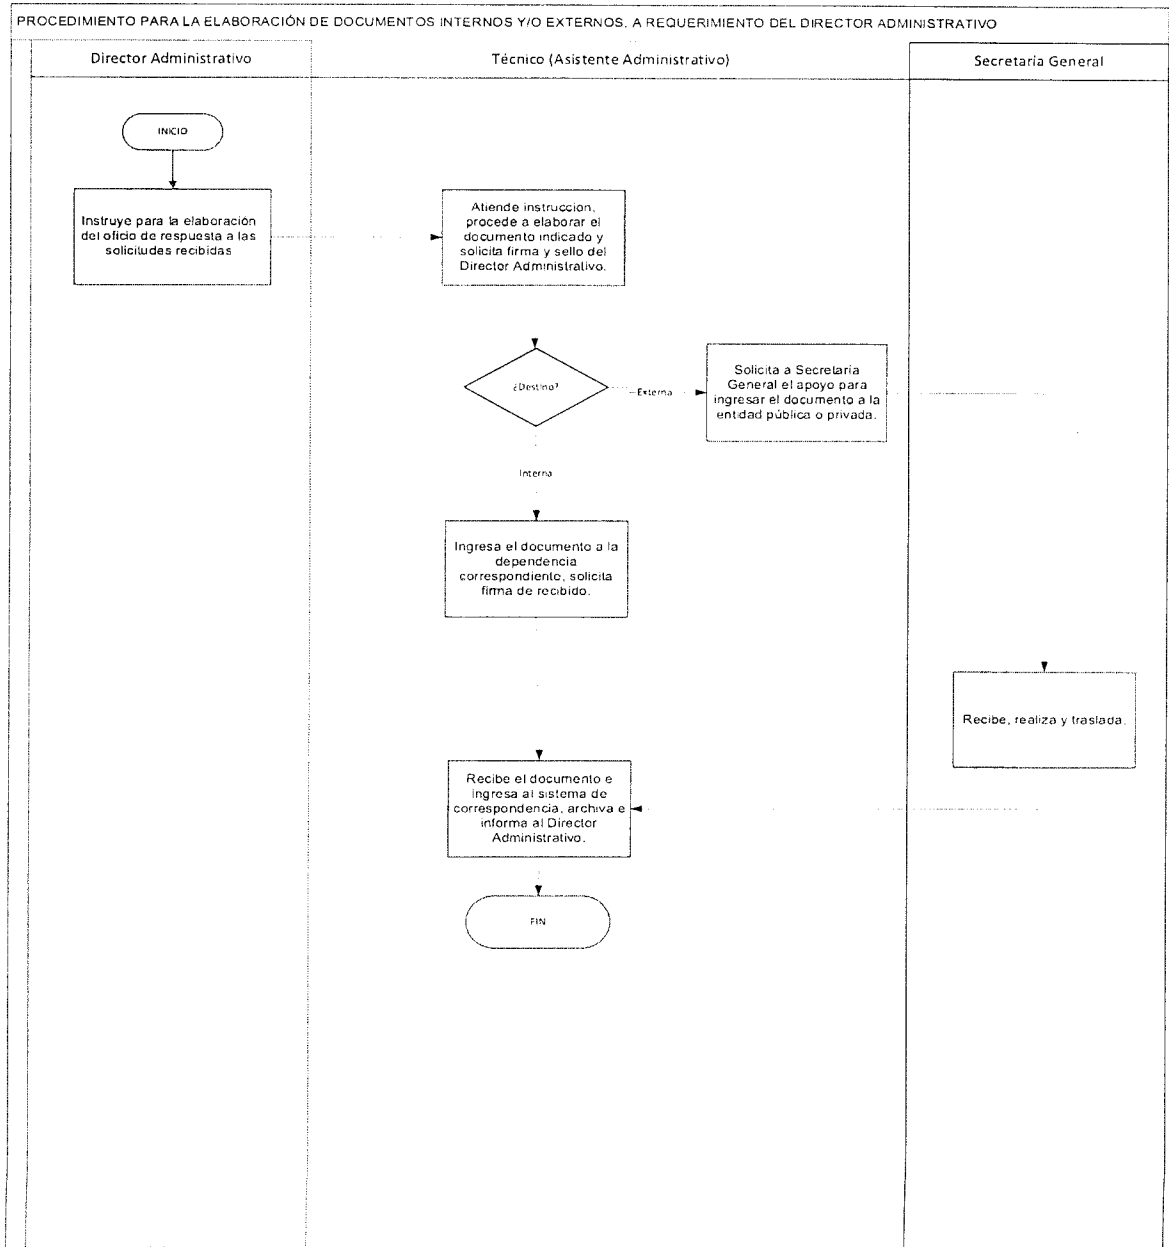 PROCEDIMIENTO PARA LA ELABORACIÓN DE DOCUMENTOS INTERNOS Y/O EXTERNOS, A REQUERIMIENTO DEL DIRECTOR ADMINISTRATIVO
Director Administrativo
Técnico (Asistente Administrativo)
Secretaría General
INICIO
Instruye para la elaboración
del oficio de respuesta a las
solicitudes recibidas
Atiende instrucción,
procede a elaborar el
documento indicado y
solicita firma y sello del
Director Administrativo.
¿Destino?
Externa
Solicita a Secretaría
General el apoyo para
ingresar el documento a la
entidad pública o privada.
Interna
Ingresa el documento a la
dependencia
correspondiente, solicita
firma de recibido.
Recibe, realiza y traslada.
Recibe el documento e
ingresa al sistema de
correspondencia, archiva e
informa al Director
Administrativo.
FIN